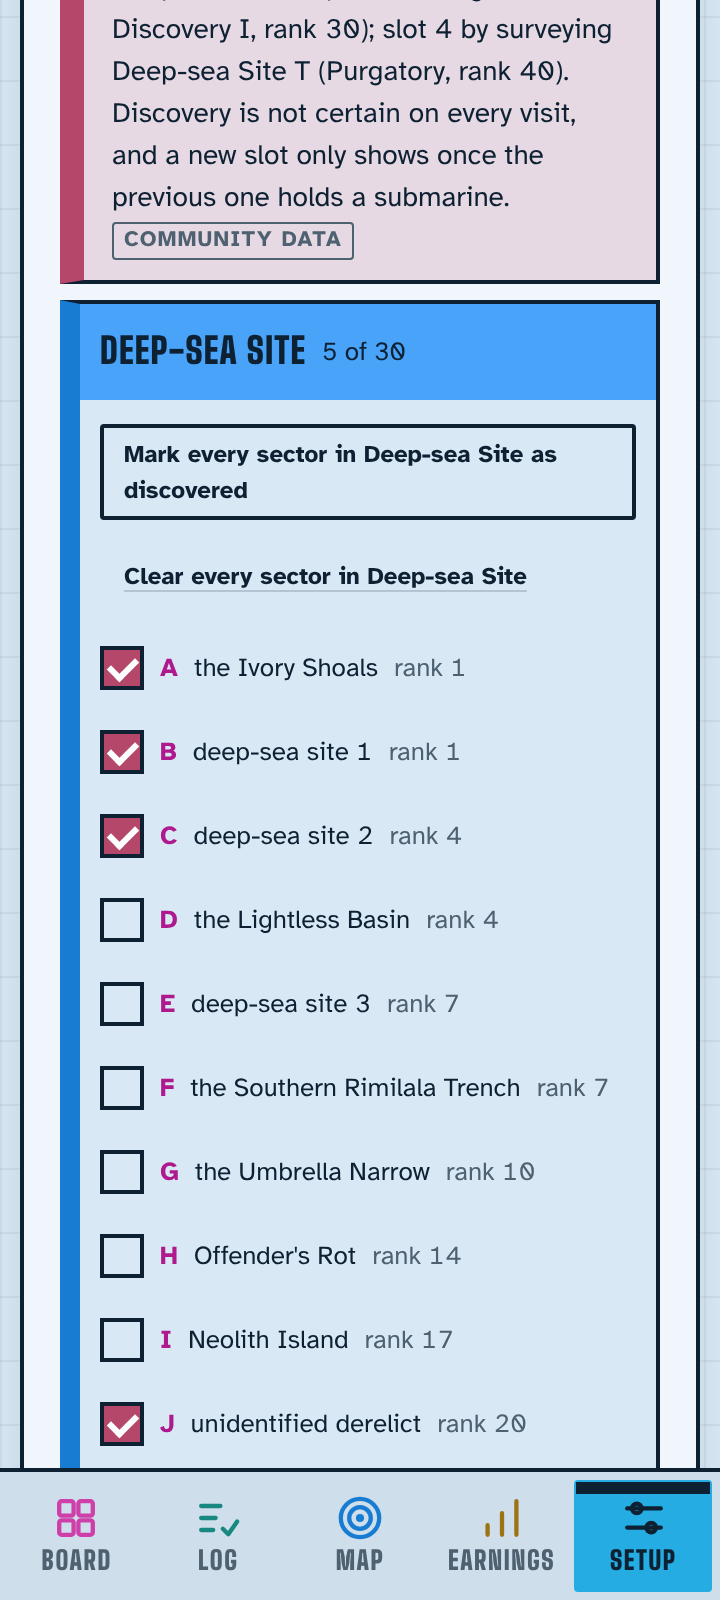 Discovery I, rank 30); slot 4 by surveying
Deep-sea Site T (Purgatory, rank 40).
Discovery is not certain on every visit,
and a new slot only shows once the
previous one holds a submarine.
COMMUNITY DATA
DEEP-SEA SITE 5 of 30
Mark every sector in Deep-sea Site as
discovered
Clear every sector in Deep-sea Site
A the Ivory Shoals rank 1
B deep-sea site 1 rank 1
C deep-sea site 2 rank 4
D the Lightless Basin rank 4
E deep-sea site 3 rank 7
F the Southern Rimilala Trench rank 7
G the Umbrella Narrow rank 10
H Offender's Rot rank 14
I Neolith Island rank 17
J unidentified derelict rank 20
BOARD LOG MAP EARNINGS SETUP